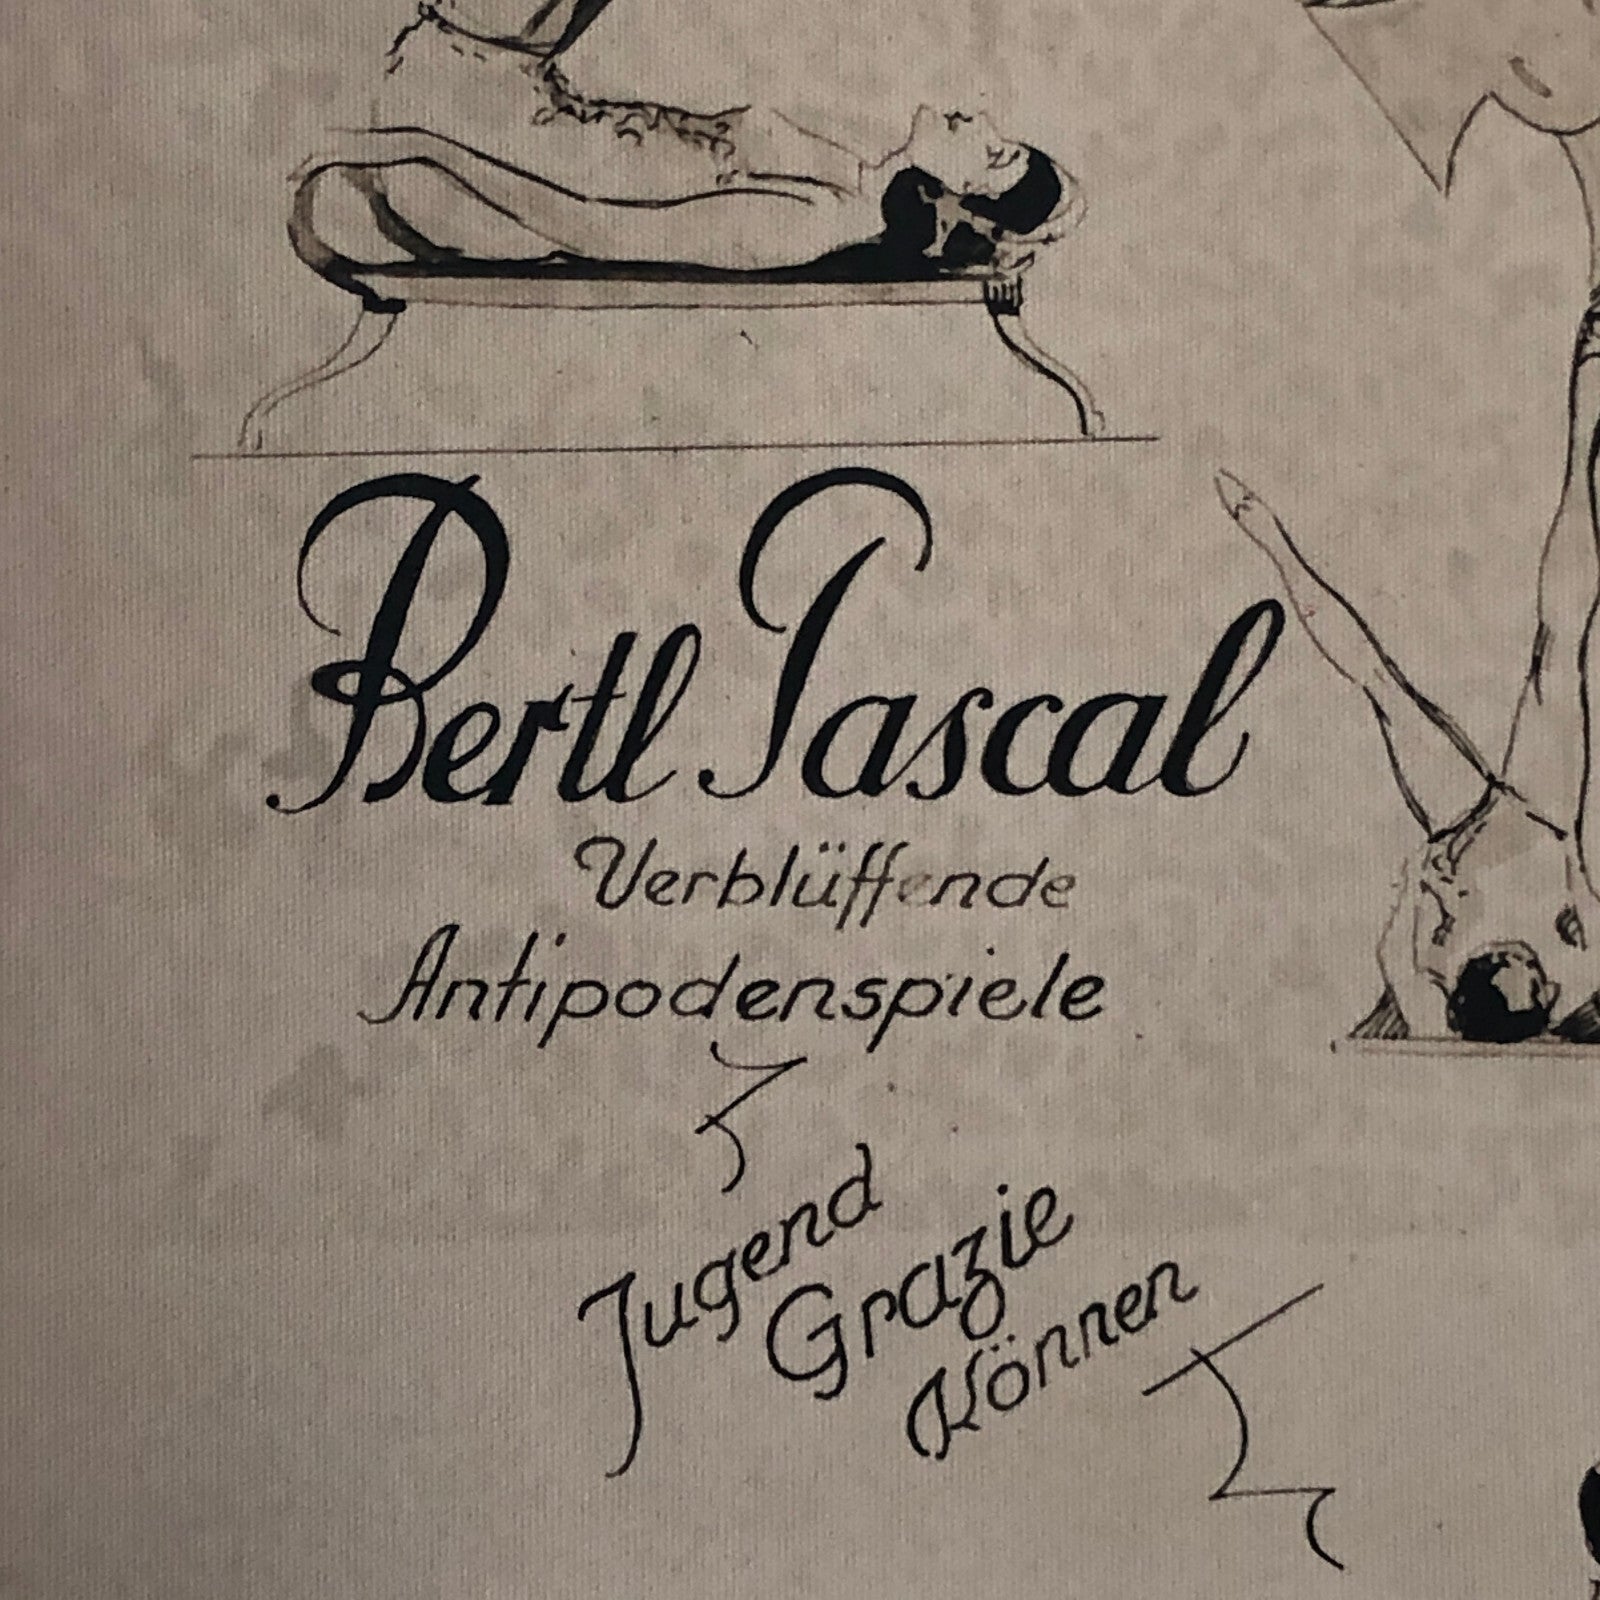 Bertl Pascal
Verblüffende
Antipodenspiele
Jugend
Grazie
Können